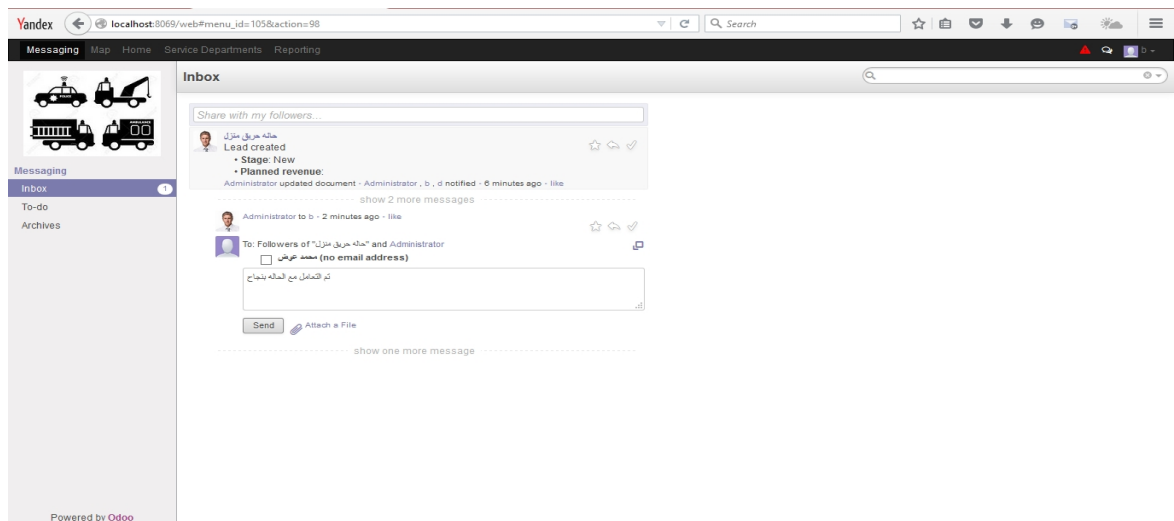 Yandex
localhost:8069/web#menu_id=105&action=98
Search
Messaging Map Home Service Departments Reporting
b
Inbox
POLICE
AMBULANCE
Share with my followers...
حاله حريق منزل
Lead created
• Stage: New
• Planned revenue:
Administrator updated document - Administrator , b , d notified - 6 minutes ago - like
show 2 more messages
Administrator to b - 2 minutes ago - like
To: Followers of "حاله حريق منزل" and Administrator
محمد عوض (no email address)
تم التعامل مع الحاله بنجاح
Send Attach a File
show one more message
Messaging
Inbox 1
To-do
Archives
Powered by Odoo